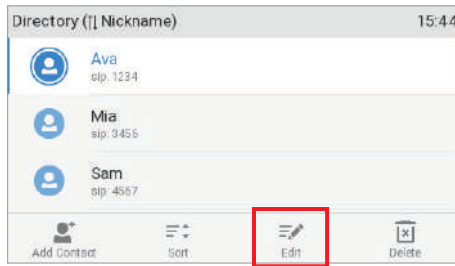 Directory (⇅ Nickname) 15:44
Ava
sip: 1234
Mia
sip: 3456
Sam
sip: 4567
Add Contact Sort Edit Delete